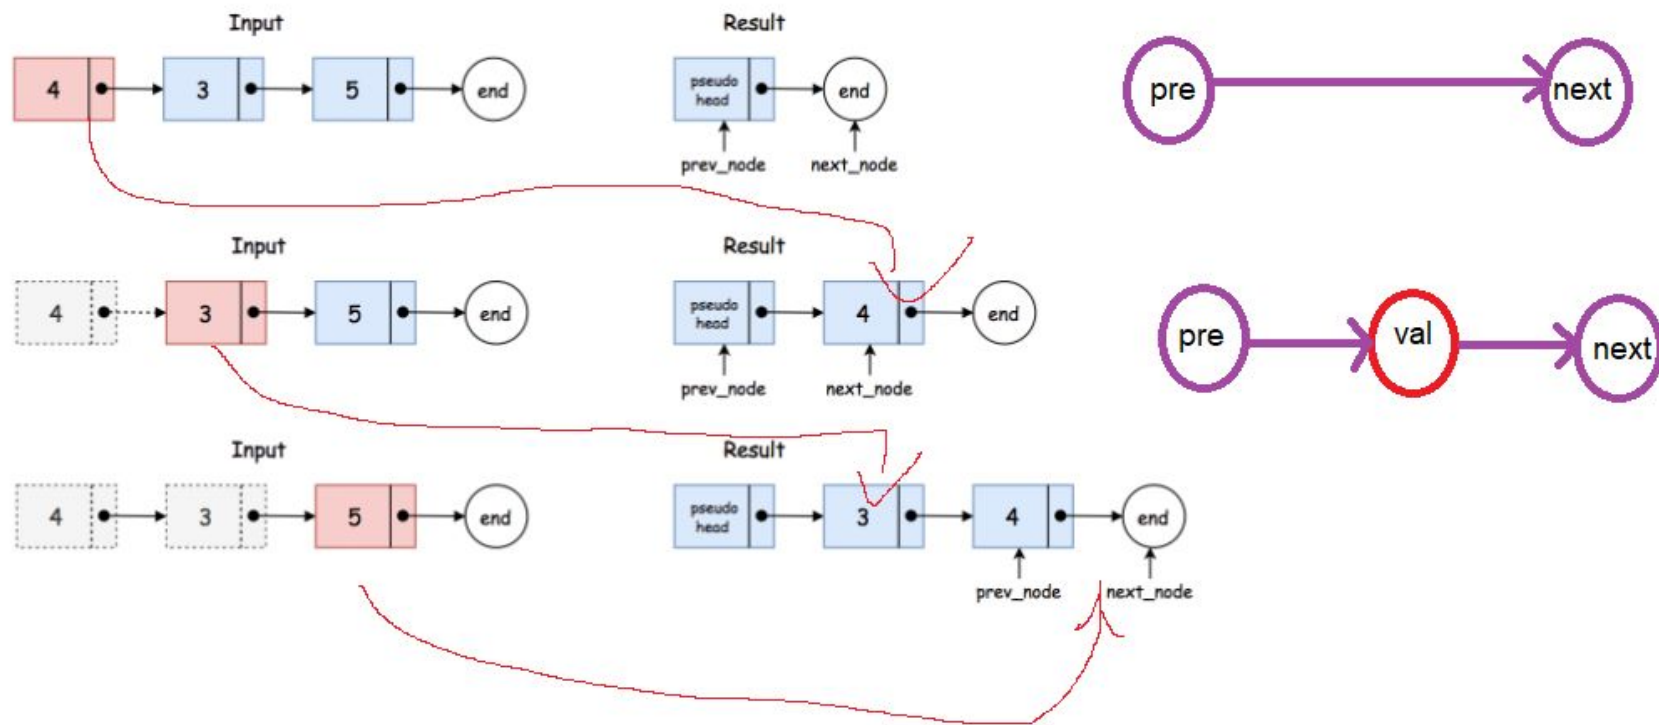 Input Result
4 3 5 end pseudo head end pre next
prev_node next_node
Input Result
4 3 5 end pseudo head 4 end pre val next
prev_node next_node
Input Result
4 3 5 end pseudo head 3 4 end
prev_node next_node